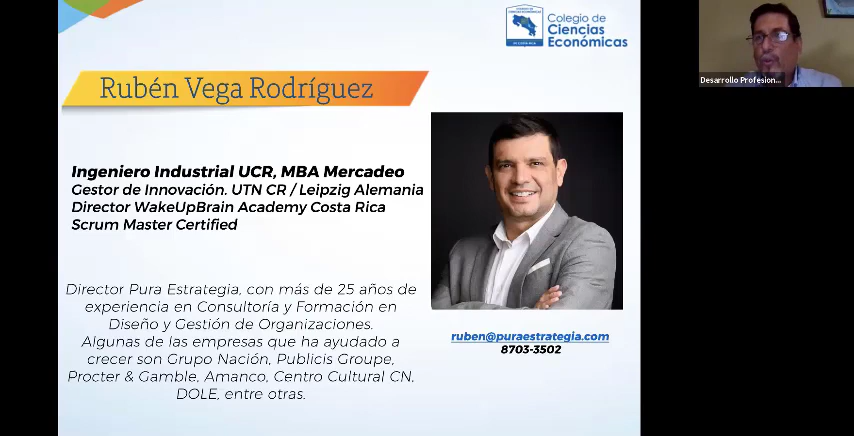 Colegio de
Ciencias
Económicas
Rubén Vega Rodríguez
Ingeniero Industrial UCR, MBA Mercadeo
Gestor de Innovación. UTN CR / Leipzig Alemania
Director WakeUpBrain Academy Costa Rica
Scrum Master Certified
Director Pura Estrategia, con más de 25 años de
experiencia en Consultoría y Formación en
Diseño y Gestión de Organizaciones.
Algunas de las empresas que ha ayudado a
crecer son Grupo Nación, Publicis Groupe,
Procter & Gamble, Amanco, Centro Cultural CN,
DOLE, entre otras.
ruben@puraestrategia.com
8703-3502
Desarrollo Profesion...